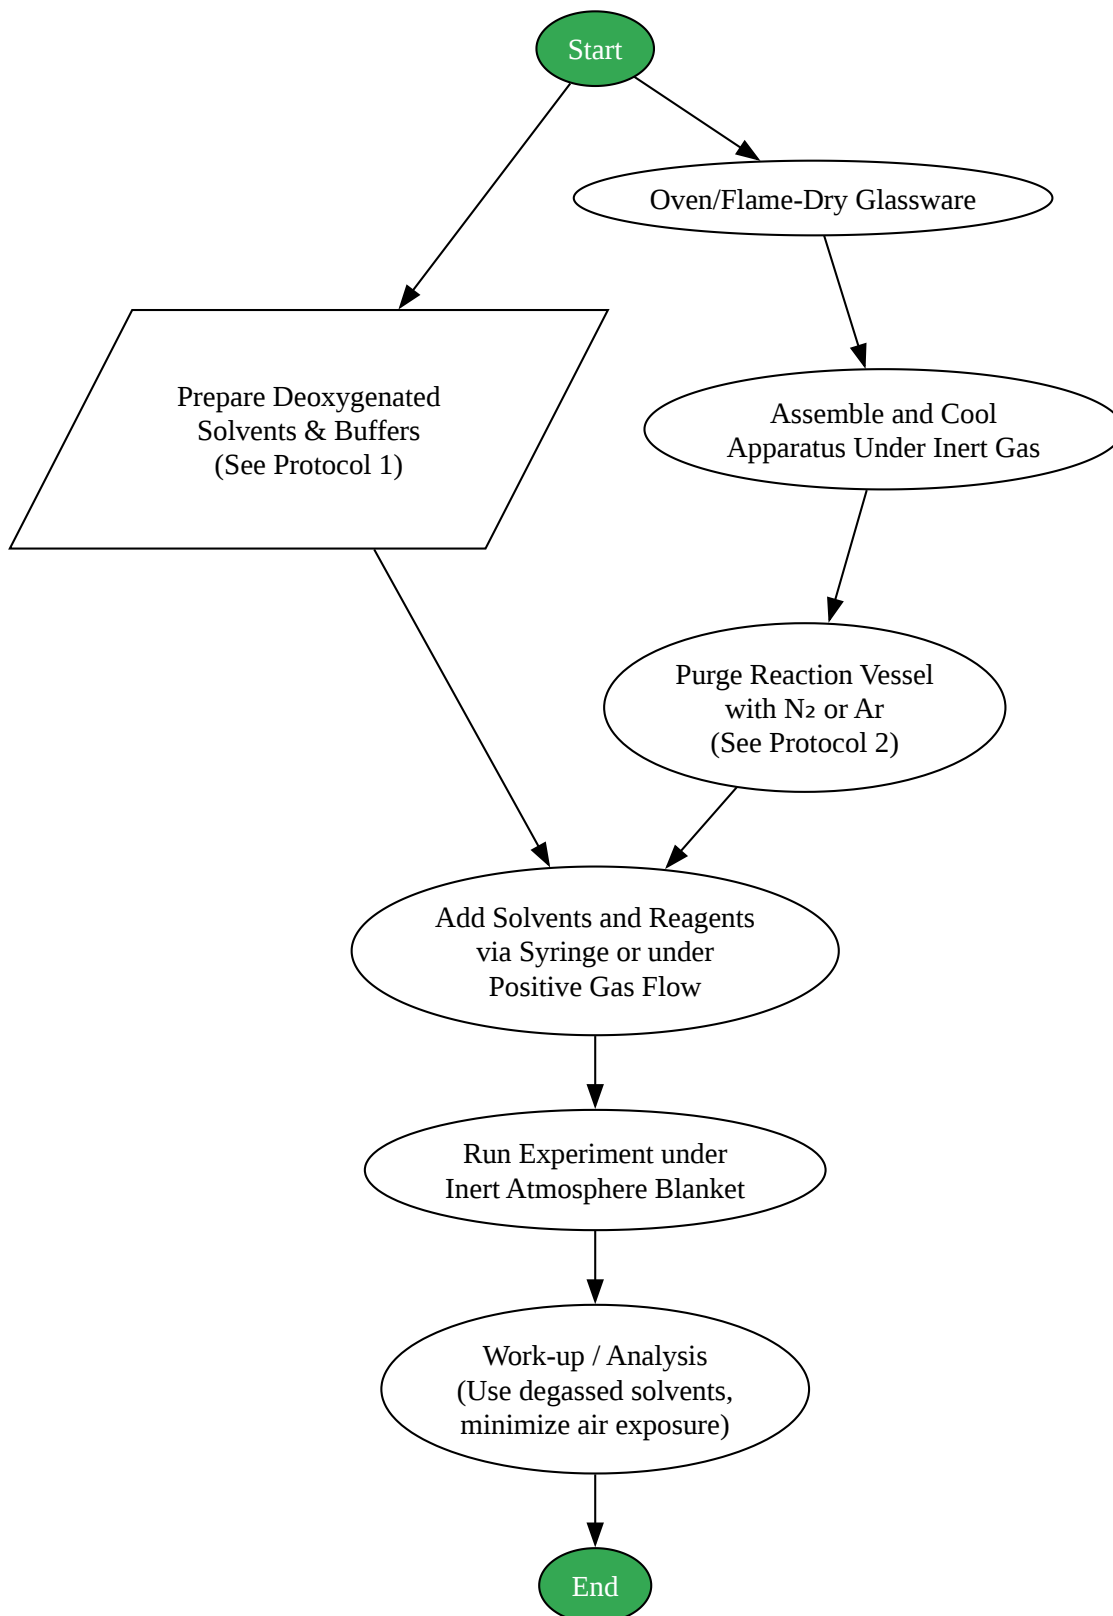 Start
Oven/Flame-Dry Glassware
Prepare Deoxygenated
Solvents & Buffers
(See Protocol 1)
Assemble and Cool
Apparatus Under Inert Gas
Purge Reaction Vessel
with N₂ or Ar
(See Protocol 2)
Add Solvents and Reagents
via Syringe or under
Positive Gas Flow
Run Experiment under
Inert Atmosphere Blanket
Work-up / Analysis
(Use degassed solvents,
minimize air exposure)
End